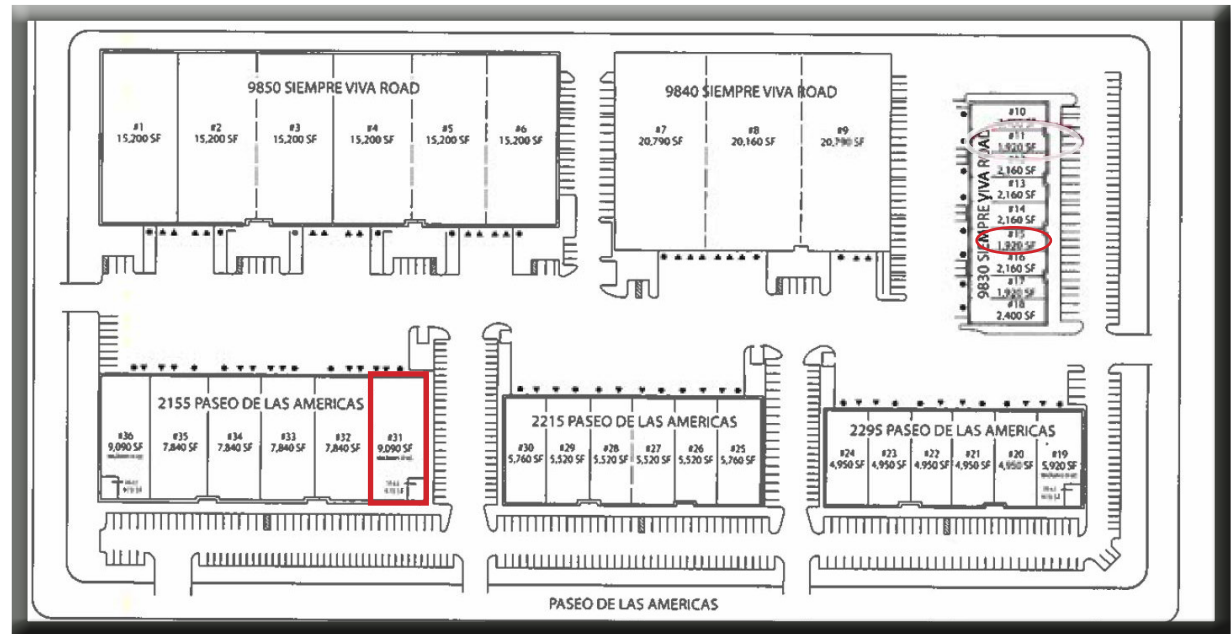 9850 SIEMPRE VIVA ROAD
#1
15,200 SF
#2
15,200 SF
#3
15,200 SF
#4
15,200 SF
#5
15,200 SF
#6
15,200 SF
9840 SIEMPRE VIVA ROAD
#7
20,790 SF
#8
20,160 SF
#9
20,790 SF
9830 SIEMPRE VIVA ROAD
#10
#11
1,920 SF
2,160 SF
#13
2,160 SF
#14
2,160 SF
#15
1,920 SF
#16
2,160 SF
#17
1,920 SF
#18
2,400 SF
2155 PASEO DE LAS AMERICAS
#36
9,090 SF
#35
7,840 SF
#34
7,840 SF
#33
7,840 SF
#32
7,840 SF
#31
9,090 SF
2215 PASEO DE LAS AMERICAS
#30
5,760 SF
#29
5,520 SF
#28
5,520 SF
#27
5,520 SF
#26
5,520 SF
#25
5,760 SF
2295 PASEO DE LAS AMERICAS
#24
4,950 SF
#23
4,950 SF
#22
4,950 SF
#21
4,950 SF
#20
4,950 SF
#19
5,920 SF
PASEO DE LAS AMERICAS